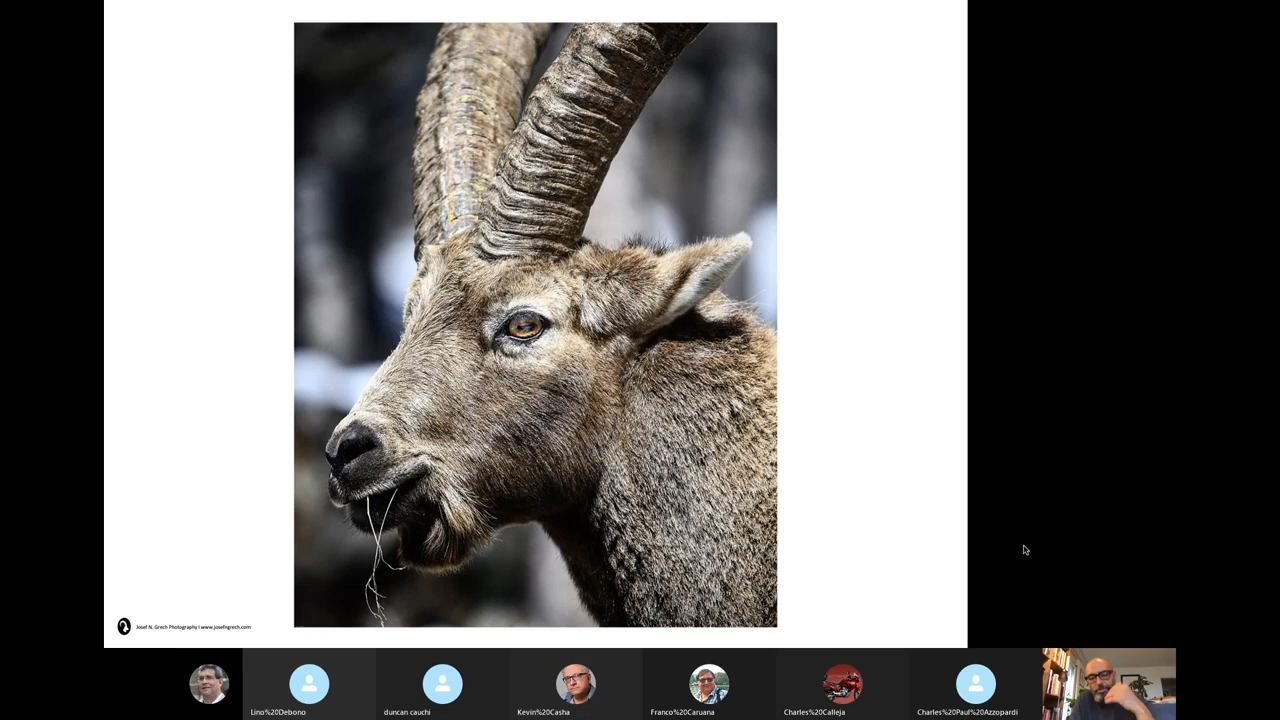 Josef N. Grech Photography I www.josefngrech.com
Lino%20Debono
duncan cauchi
Kevin%20Casha
Franco%20Caruana
Charles%20Calleja
Charles%20Paul%20Azzopardi